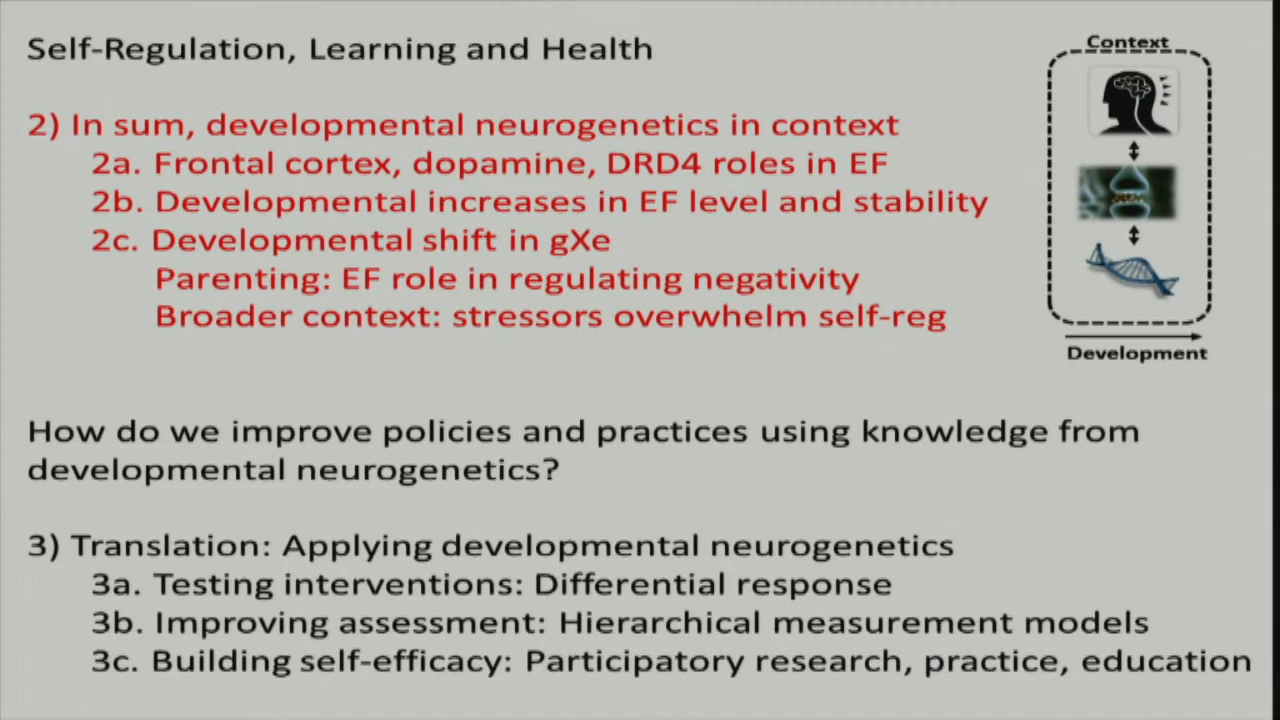 Self-Regulation, Learning and Health
Context
2) In sum, developmental neurogenetics in context
2a. Frontal cortex, dopamine, DRD4 roles in EF
2b. Developmental increases in EF level and stability
2c. Developmental shift in gXe
Parenting: EF role in regulating negativity
Broader context: stressors overwhelm self-reg
Development
How do we improve policies and practices using knowledge from
developmental neurogenetics?
3) Translation: Applying developmental neurogenetics
3a. Testing interventions: Differential response
3b. Improving assessment: Hierarchical measurement models
3c. Building self-efficacy: Participatory research, practice, education